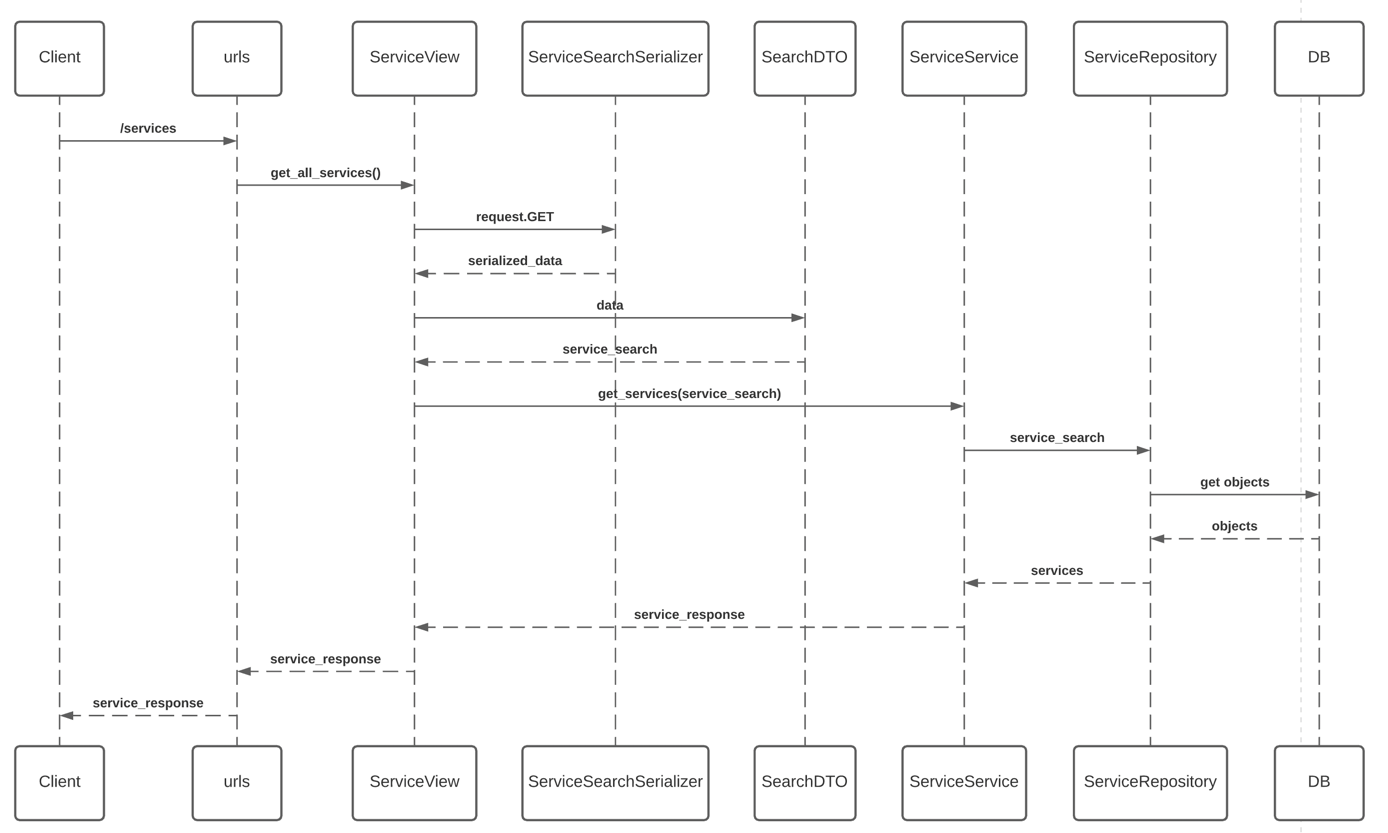 Client
urls
ServiceView
ServiceSearchSerializer
SearchDTO
ServiceService
ServiceRepository
DB
/services
get_all_services()
request.GET
serialized_data
data
service_search
get_services(service_search)
service_search
get objects
objects
services
service_response
service_response
service_response
Client
urls
ServiceView
ServiceSearchSerializer
SearchDTO
ServiceService
ServiceRepository
DB